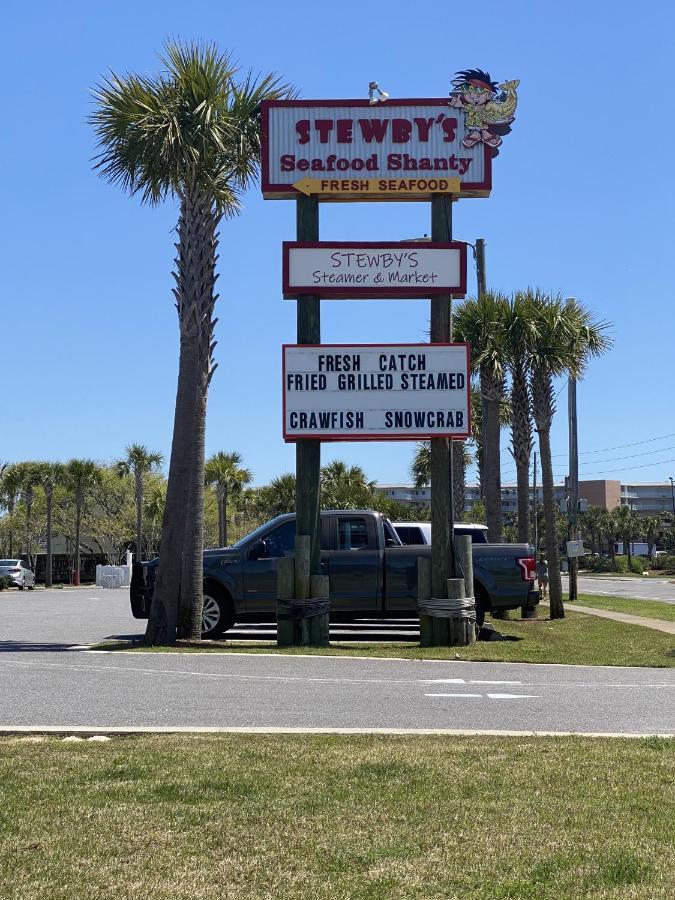 STEWBY'S
Seafood Shanty
FRESH SEAFOOD
STEWBY'S
Steamer & Market
FRESH CATCH
FRIED GRILLED STEAMED
CRAWFISH SNOWCRAB